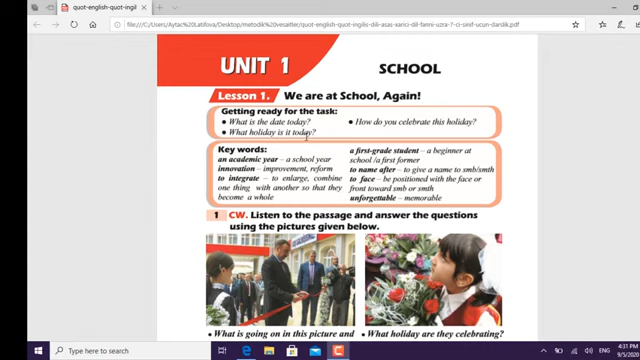 quot-english-quot-ingil
file:///C:/Users/Aytac%20Latifova/Desktop/metodik%20vesaitler/quot-english-quot-ingilis-dili-asas-xarici-dil-fanni-uzra-7-ci-sinif-ucun-darslik.pdf
UNIT 1
SCHOOL
Lesson 1. We are at School, Again!
Getting ready for the task:
• What is the date today?
• What holiday is it today?
• How do you celebrate this holiday?
Key words:
an academic year – a school year
innovation – improvement, reform
to integrate – to enlarge, combine
one thing with another so that they
become a whole
a first-grade student – a beginner at
school/a first former
to name after – to give a name to smb/smth
to face – be positioned with the face or
front toward smb or smth
unforgettable – memorable
1 CW. Listen to the passage and answer the questions
using the pictures given below.
• What is going on in this picture and
• What holiday are they celebrating?
4:31 PM
ENG
9/5/2020